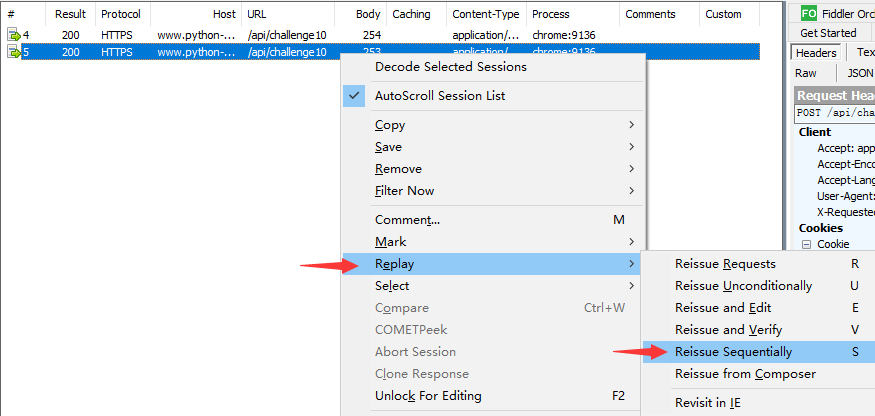 # Result Protocol Host URL Body Caching Content-Type Process Comments Custom
4 200 HTTPS www.python-... /api/challenge10 254 application/... chrome:9136
5 200 HTTPS www.python-... /api/challenge10 253 application/... chrome:9136
Decode Selected Sessions
AutoScroll Session List
Copy
Save
Remove
Filter Now
Comment... M
Mark
Replay
Select
Compare Ctrl+W
COMETPeek
Abort Session
Clone Response
Unlock For Editing F2
Reissue Requests R
Reissue Unconditionally U
Reissue and Edit E
Reissue and Verify V
Reissue Sequentially S
Reissue from Composer
Revisit in IE
FO Fiddler Orc
Get Started
Headers Tex
Raw JSON
Request Head
POST /api/cha
Client
Accept: app
Accept-Enco
Accept-Lang
User-Agent:
X-Requested
Cookies
Cookie